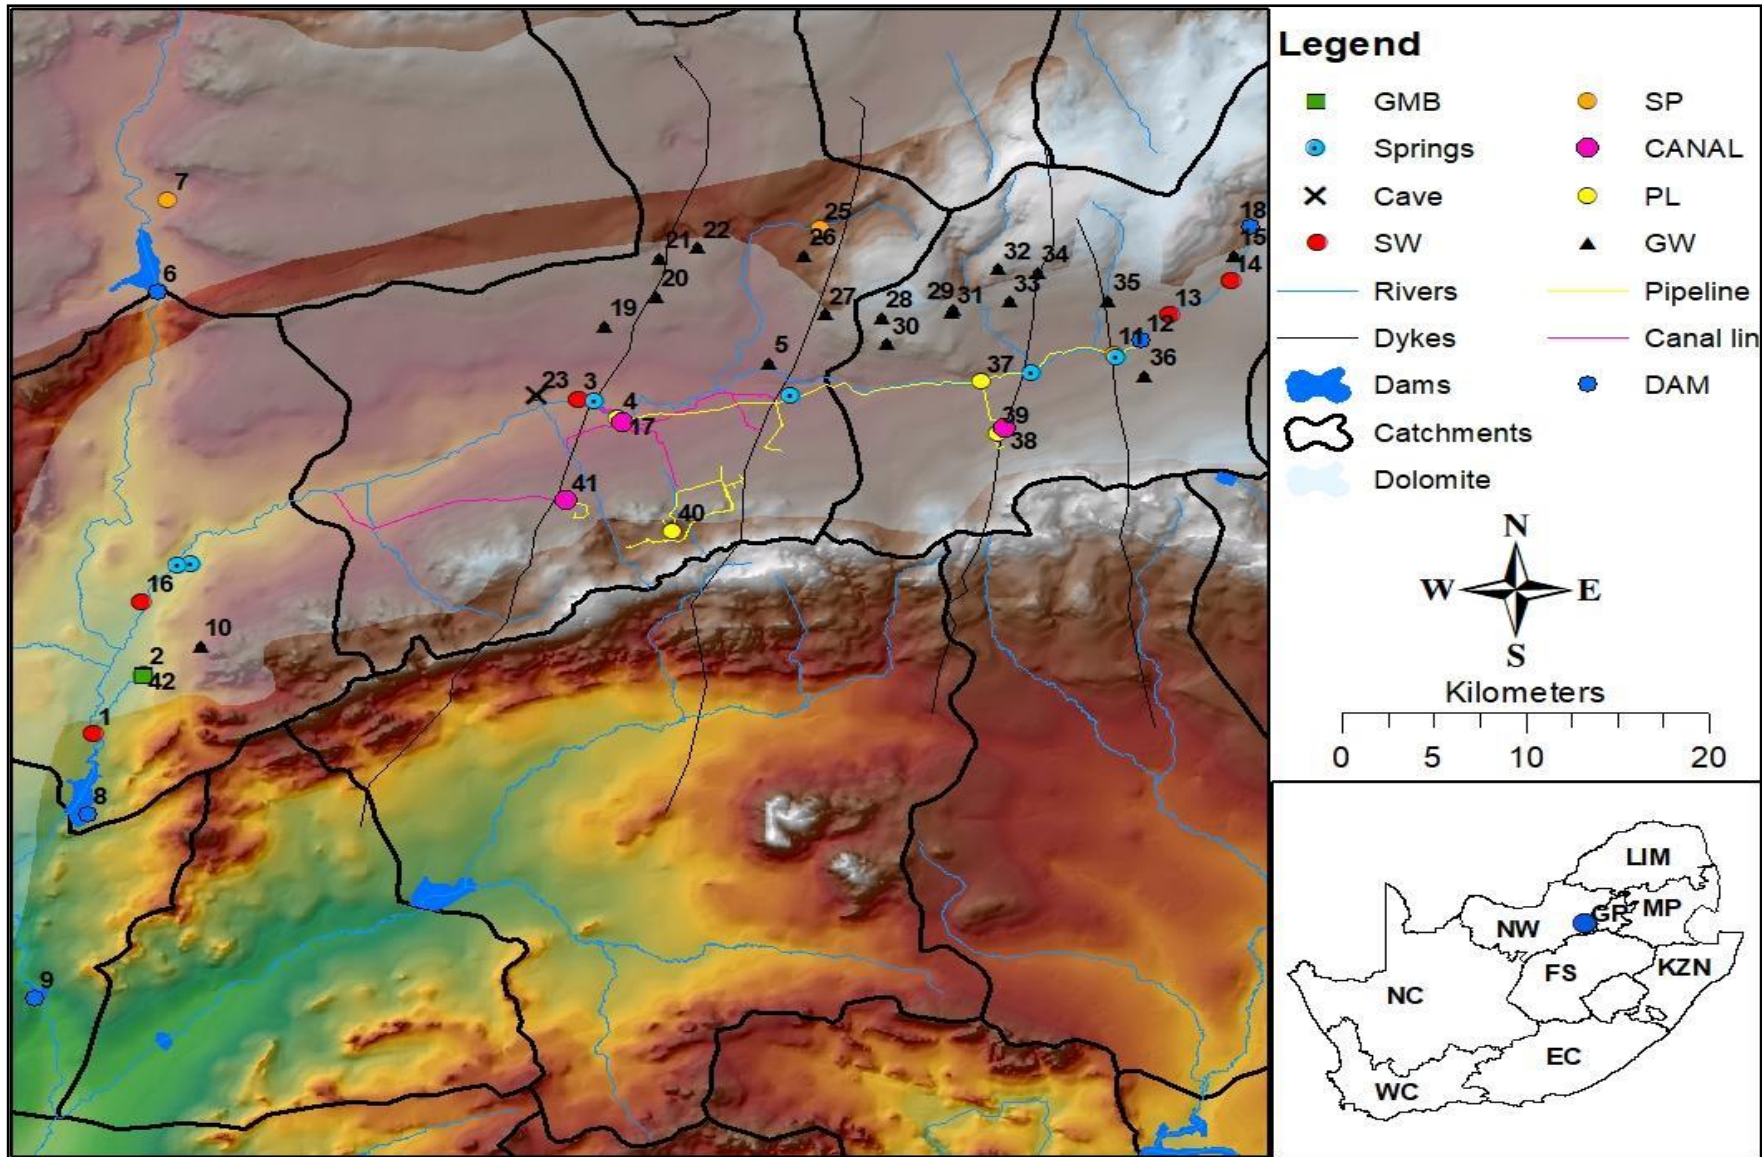 7
6
21
22
20
19
25
26
27
28
30
29
31
32
34
33
35
18
15
14
13
12
11
36
5
23
3
4
17
37
39
38
41
40
16
10
2
42
1
8
9
Legend
GMB
SP
Springs
CANAL
Cave
PL
SW
GW
Rivers
Pipeline
Dykes
Canal lin
Dams
DAM
Catchments
Dolomite
N
W
E
S
Kilometers
0 5 10 20
LIM
GP
MP
NW
FS
KZN
NC
EC
WC